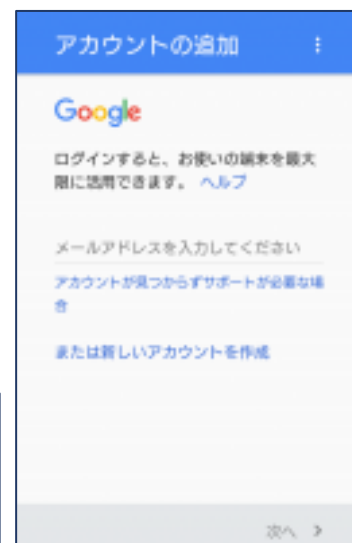 アカウントの追加
Google
ログインすると、お使いの端末を最大
限に活用できます。 ヘルプ
メールアドレスを入力してください
アカウントが見つからずサポートが必要な場
合
または新しいアカウントを作成
次へ >